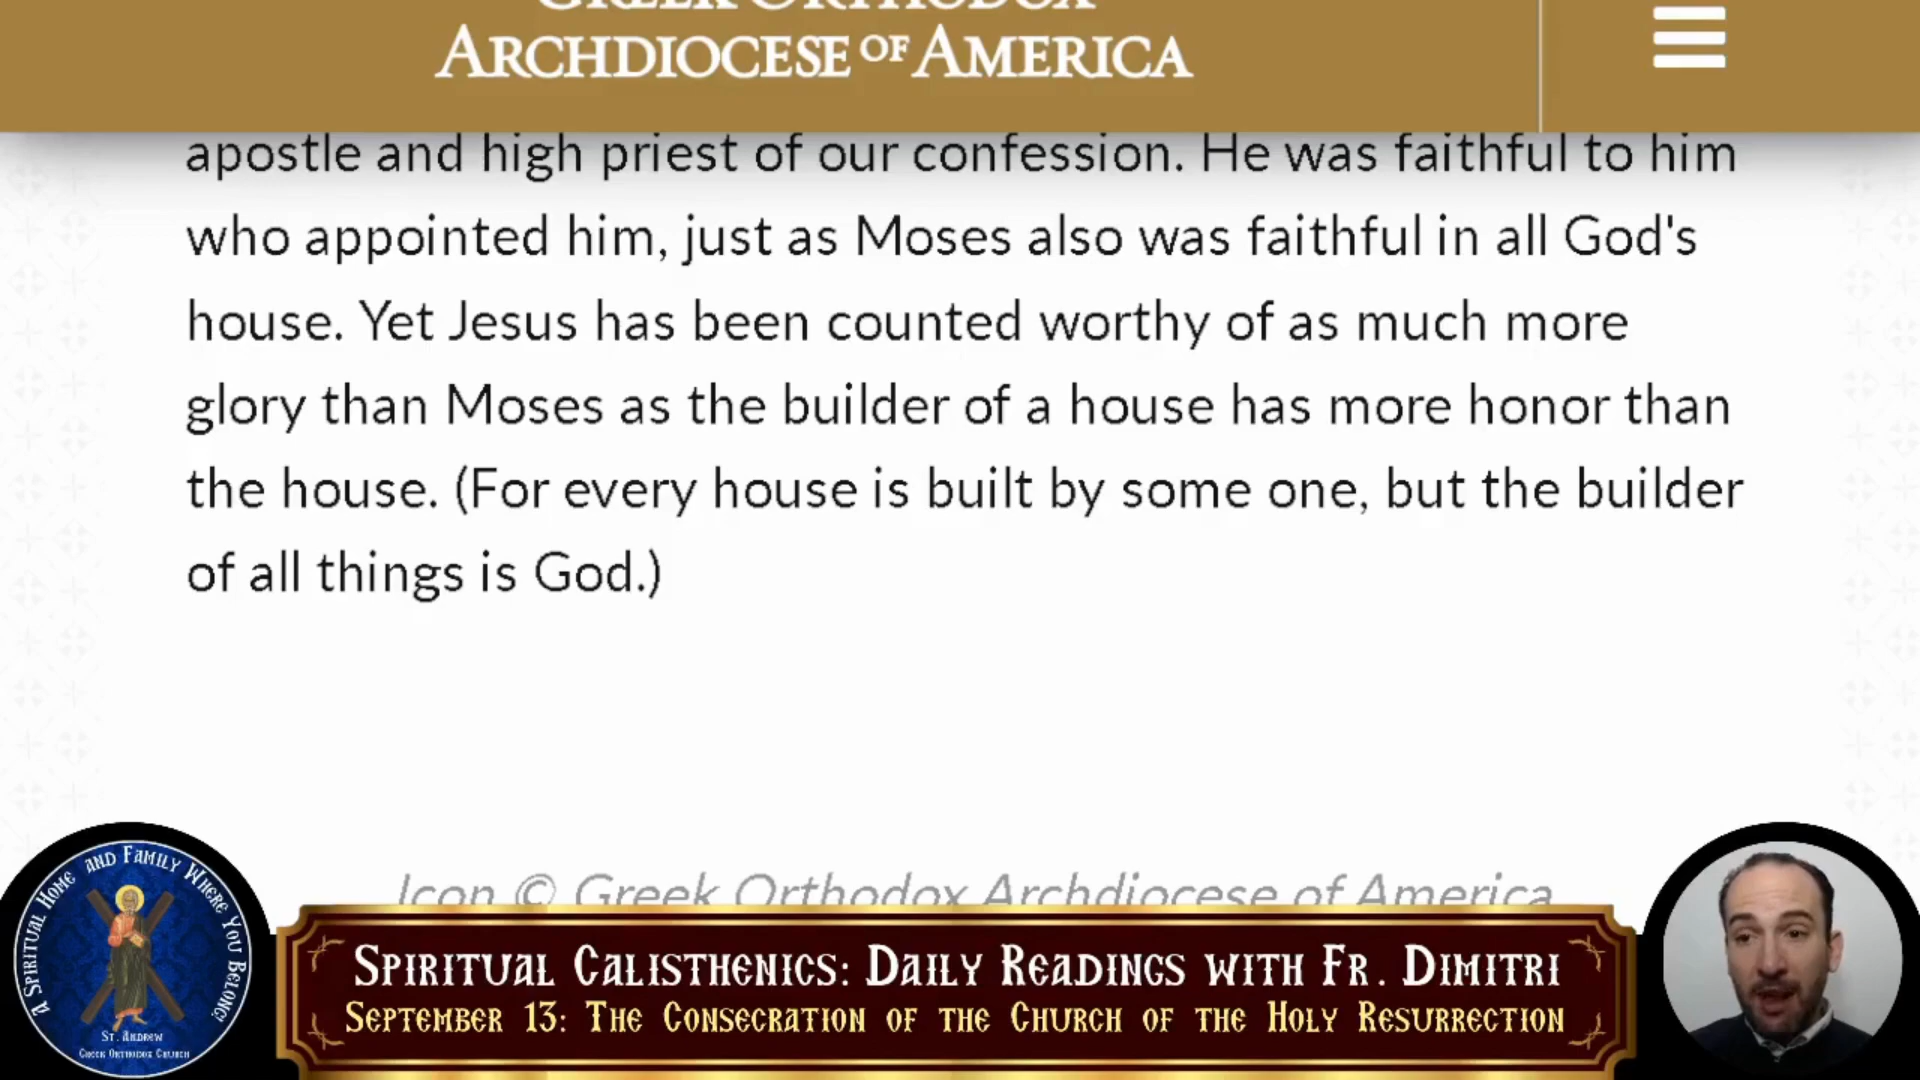 GREEK ORTHODOX
ARCHDIOCESE OF AMERICA
apostle and high priest of our confession. He was faithful to him
who appointed him, just as Moses also was faithful in all God's
house. Yet Jesus has been counted worthy of as much more
glory than Moses as the builder of a house has more honor than
the house. (For every house is built by some one, but the builder
of all things is God.)
Icon © Greek Orthodox Archdiocese of America
A Spiritual Home and Family Where You Belong!
St. Andrew
Greek Orthodox Church
Spiritual Calisthenics: Daily Readings with Fr. Dimitri
September 13: The Consecration of the Church of the Holy Resurrection